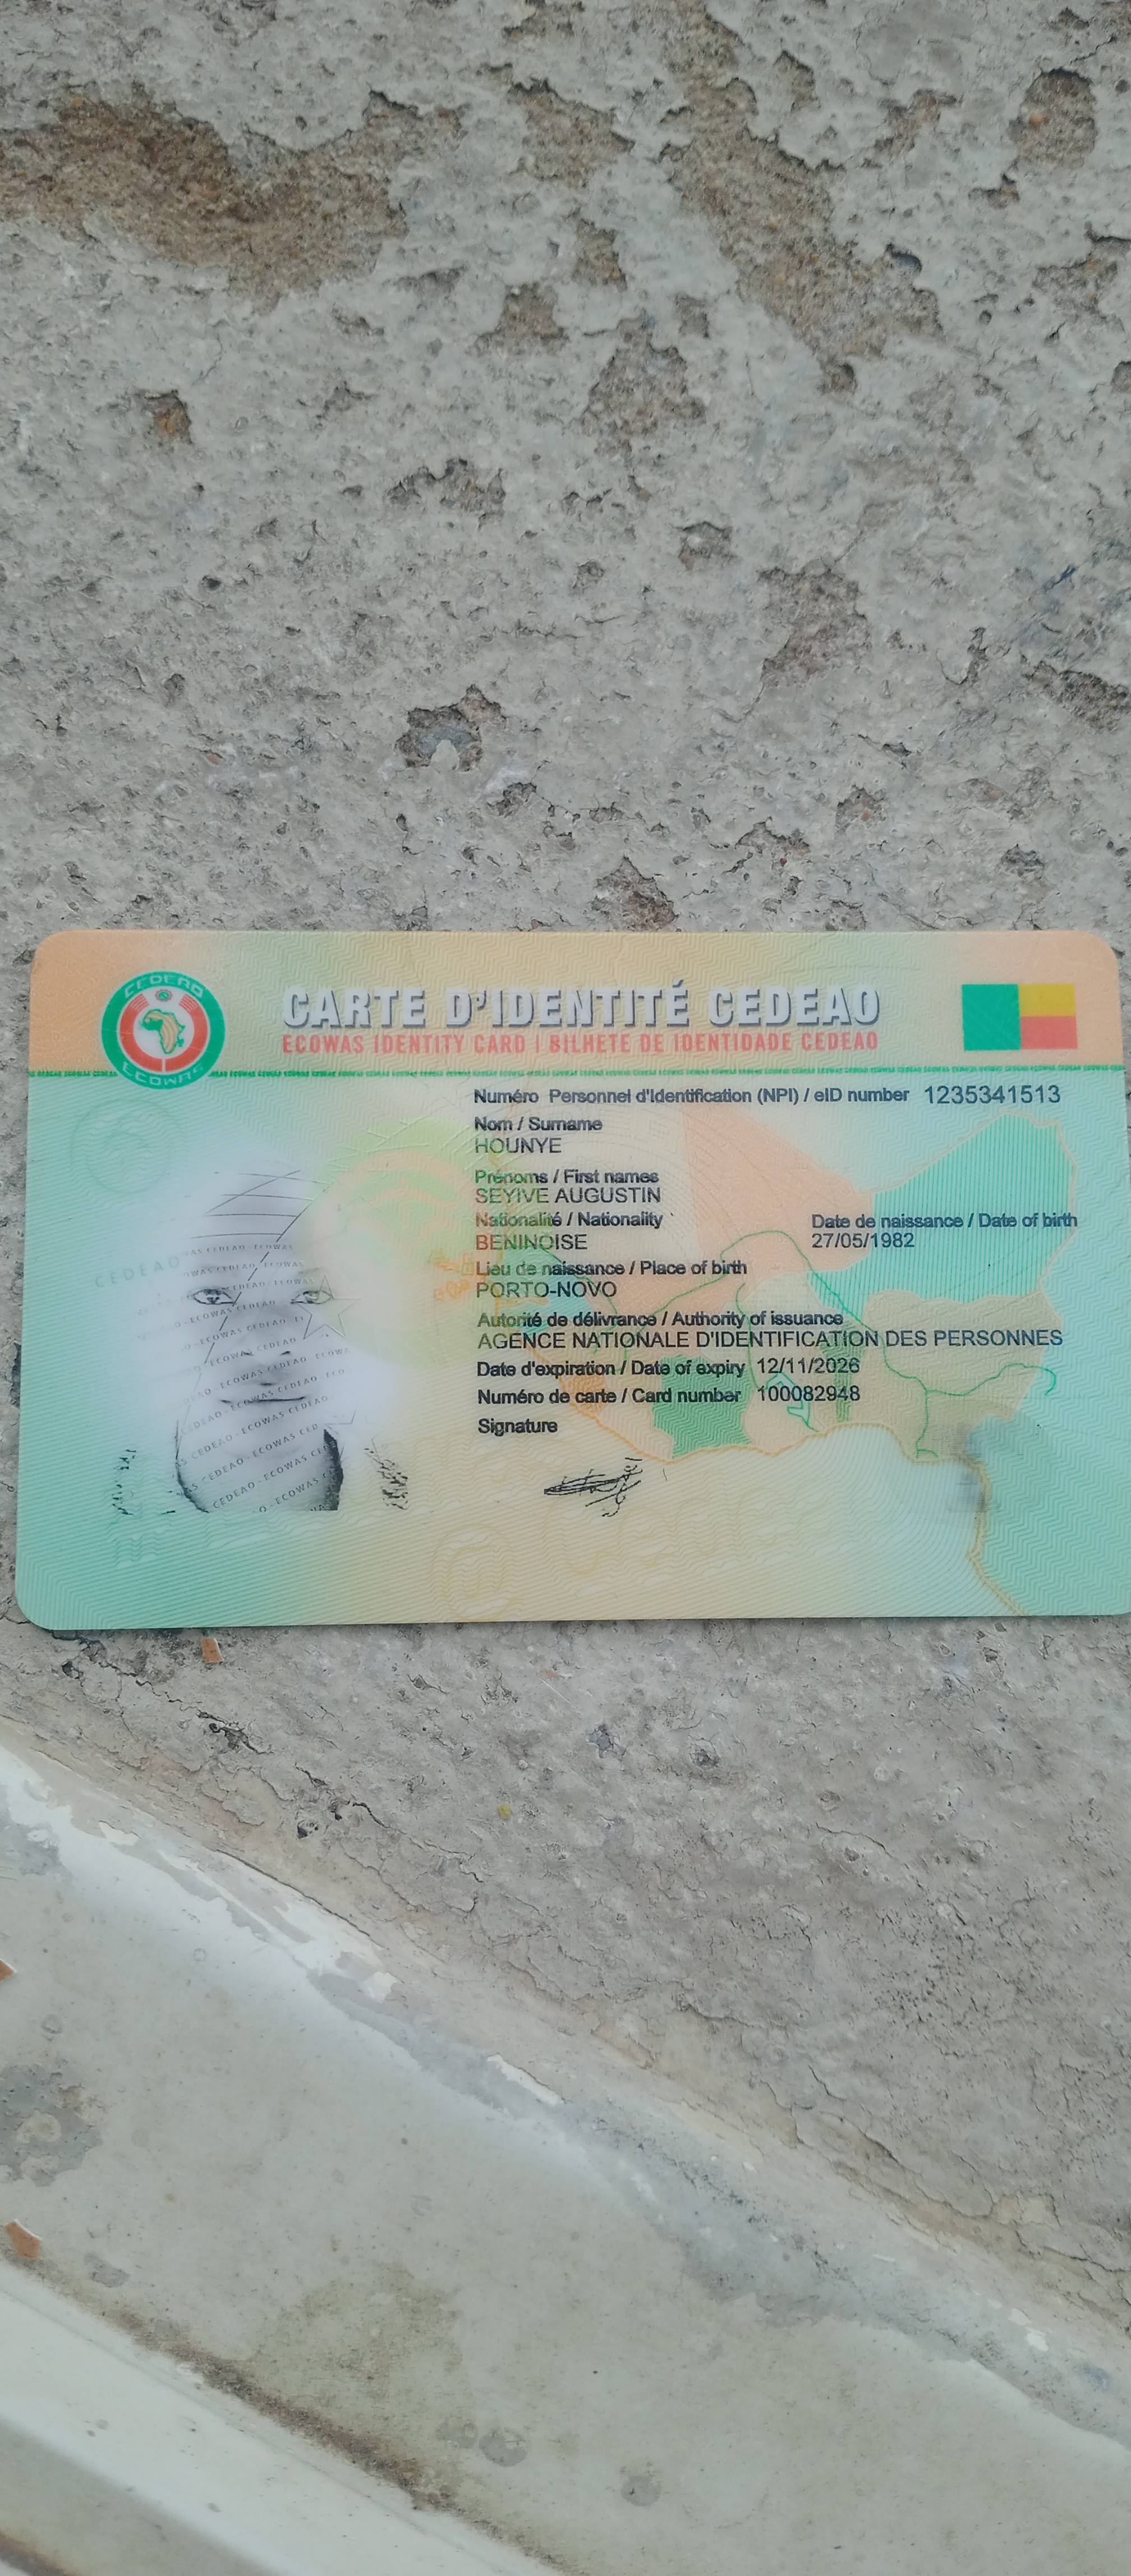 CEDEAO
ECOWAS
CARTE D'IDENTITÉ CEDEAO
ECOWAS IDENTITY CARD | BILHETE DE IDENTIDADE CEDEAO
Numéro Personnel d'Identification (NPI) / eID number 1235341513
Nom / Surname
HOUNYE
Prénoms / First names
SEYIVE AUGUSTIN
Nationalité / Nationality
BENINOISE
Date de naissance / Date of birth
27/05/1982
Lieu de naissance / Place of birth
PORTO-NOVO
Autorité de délivrance / Authority of issuance
AGENCE NATIONALE D'IDENTIFICATION DES PERSONNES
Date d'expiration / Date of expiry 12/11/2026
Numéro de carte / Card number 100082948
Signature